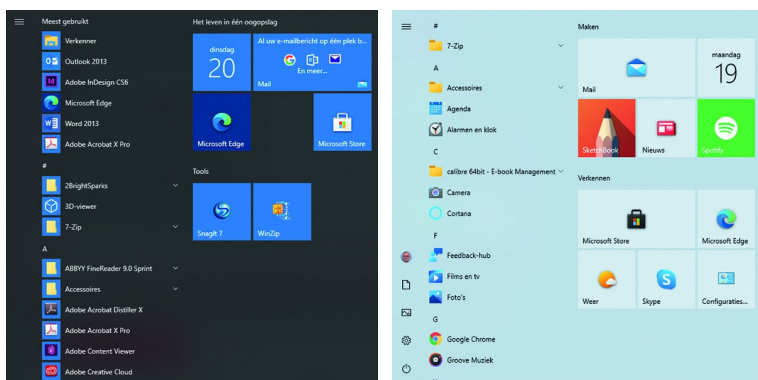 Meest gebruikt
Verkenner
Outlook 2013
Adobe InDesign CS6
Microsoft Edge
Word 2013
Adobe Acrobat X Pro
#
2BrightSparks
3D-viewer
7-Zip
A
ABBYY FineReader 9.0 Sprint
Accessoires
Adobe Acrobat Distiller X
Adobe Acrobat X Pro
Adobe Content Viewer
Adobe Creative Cloud
Het leven in één oogopslag
dinsdag
20
Al uw e-mailbericht op één plek b...
En meer...
Mail
Microsoft Edge
Microsoft Store
Tools
SnagIt 7
WinZip
#
7-Zip
A
Accessoires
Agenda
Alarmen en klok
C
calibre 64bit - E-book Management
Camera
Cortana
F
Feedback-hub
Films en tv
Foto's
G
Google Chrome
Groove Muziek
Maken
Mail
maandag
19
SketchBook
Nieuws
Spotify
Verkennen
Microsoft Store
Microsoft Edge
Weer
Skype
Configuraties...